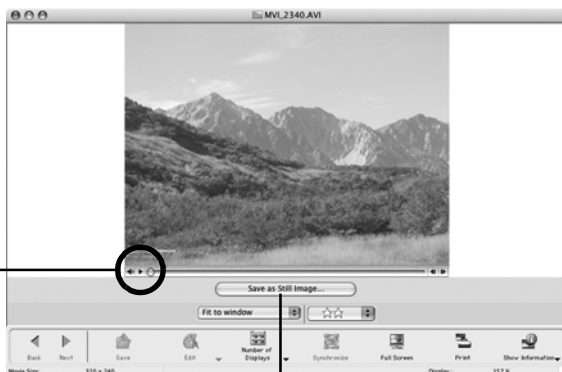 MVI_2340.AVI
Save as Still Image...
Fit to window ☆☆
Back Next Save Edit Number of Displays Synchronize Full Screen Print Show Information
Movie Size: 320 x 240 Display: 157 %